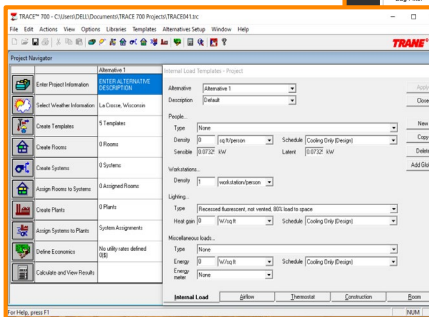 TRACE™ 700 - C:\Users\DELL\Documents\TRACE 700 Projects\TRACE041.trc
File Edit Actions View Options Libraries Templates Alternatives Setup Window Help
TRANE®
Project Navigator
Alternative 1
Enter Project Information
ENTER ALTERNATIVE DESCRIPTION
Select Weather Information
La Crosse, Wisconsin
Create Templates
5 Templates
Create Rooms
0 Rooms
Create Systems
0 Systems
Assign Rooms to Systems
0 Assigned Rooms
Create Plants
0 Plants
Assign Systems to Plants
System Assignments
Define Economics
No utility rates defined
0($)
Calculate and View Results
Internal Load Templates - Project
Alternative Alternative 1
Apply
Description Default
Close
People...
Type None
New
Density 0 sq ft/person Schedule Cooling Only (Design)
Copy
Sensible 0.0732 kW Latent 0.0732 kW
Delete
Workstations...
Add Glo
Density 1 workstation/person
Lighting...
Type Recessed fluorescent, not vented, 80% load to space
Heat gain 0 W/sq ft Schedule Cooling Only (Design)
Miscellaneous loads...
Type None
Energy 0 W/sq ft Schedule Cooling Only (Design)
Energy meter None
Internal Load Airflow Thermostat Construction Room
For Help, press F1
NUM